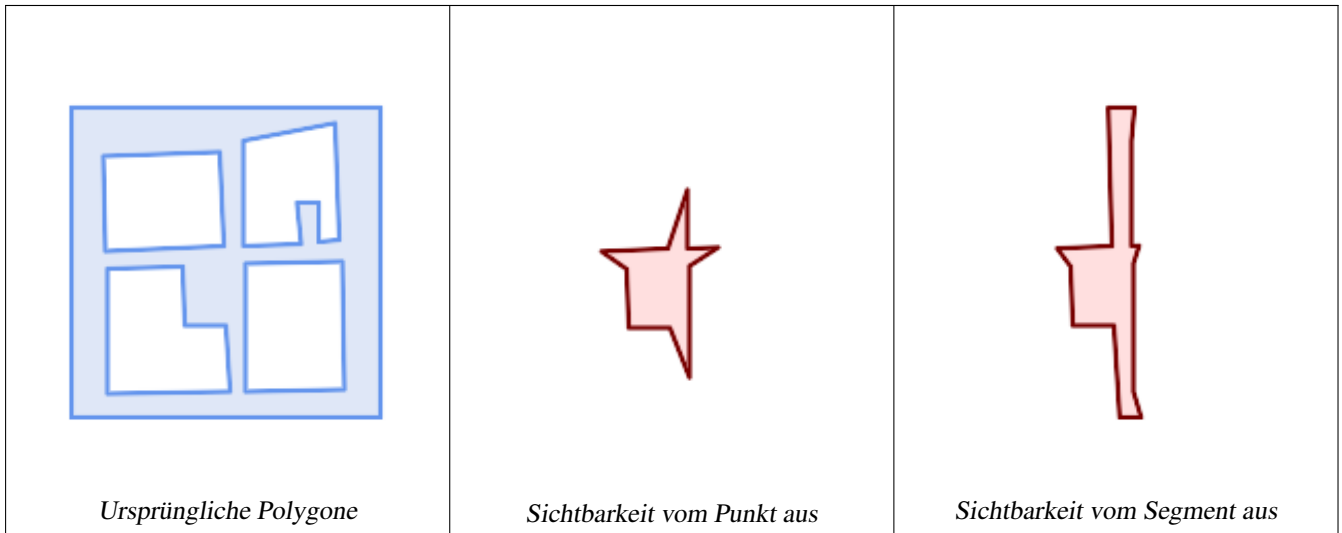 Ursprüngliche Polygone
Sichtbarkeit vom Punkt aus
Sichtbarkeit vom Segment aus